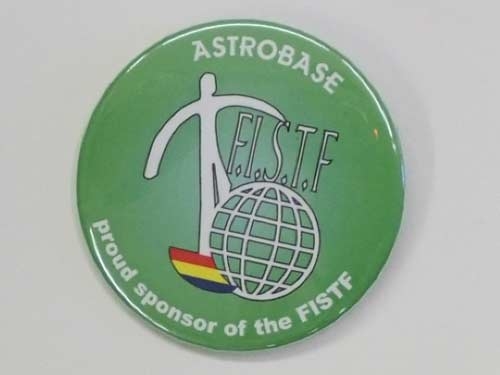 ASTROBASE
F.I.S.T.F
proud sponsor of the FISTF